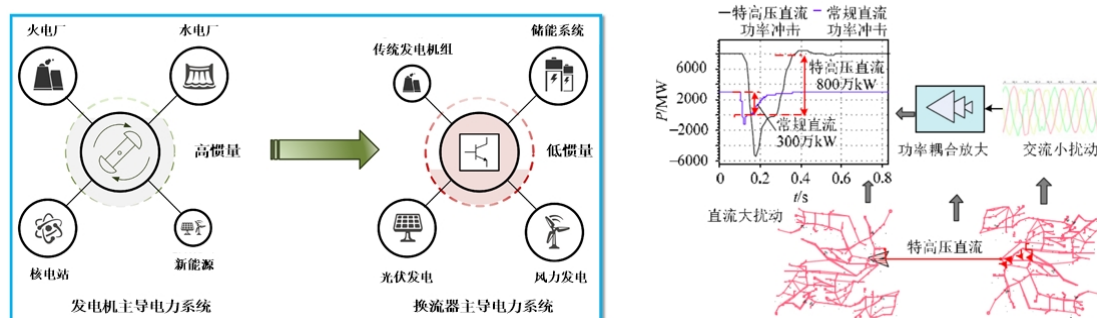 火电厂
水电厂
高惯量
核电站
新能源
发电机主导电力系统
传统发电机组
储能系统
低惯量
光伏发电
风力发电
换流器主导电力系统
特高压直流
功率冲击
常规直流
功率冲击
P/MW
6000
2000
−2000
−6000
特高压直流
800万kW
常规直流
300万kW
0
0.2
0.4
0.6
0.8
t/s
功率耦合放大
交流小扰动
直流大扰动
特高压直流